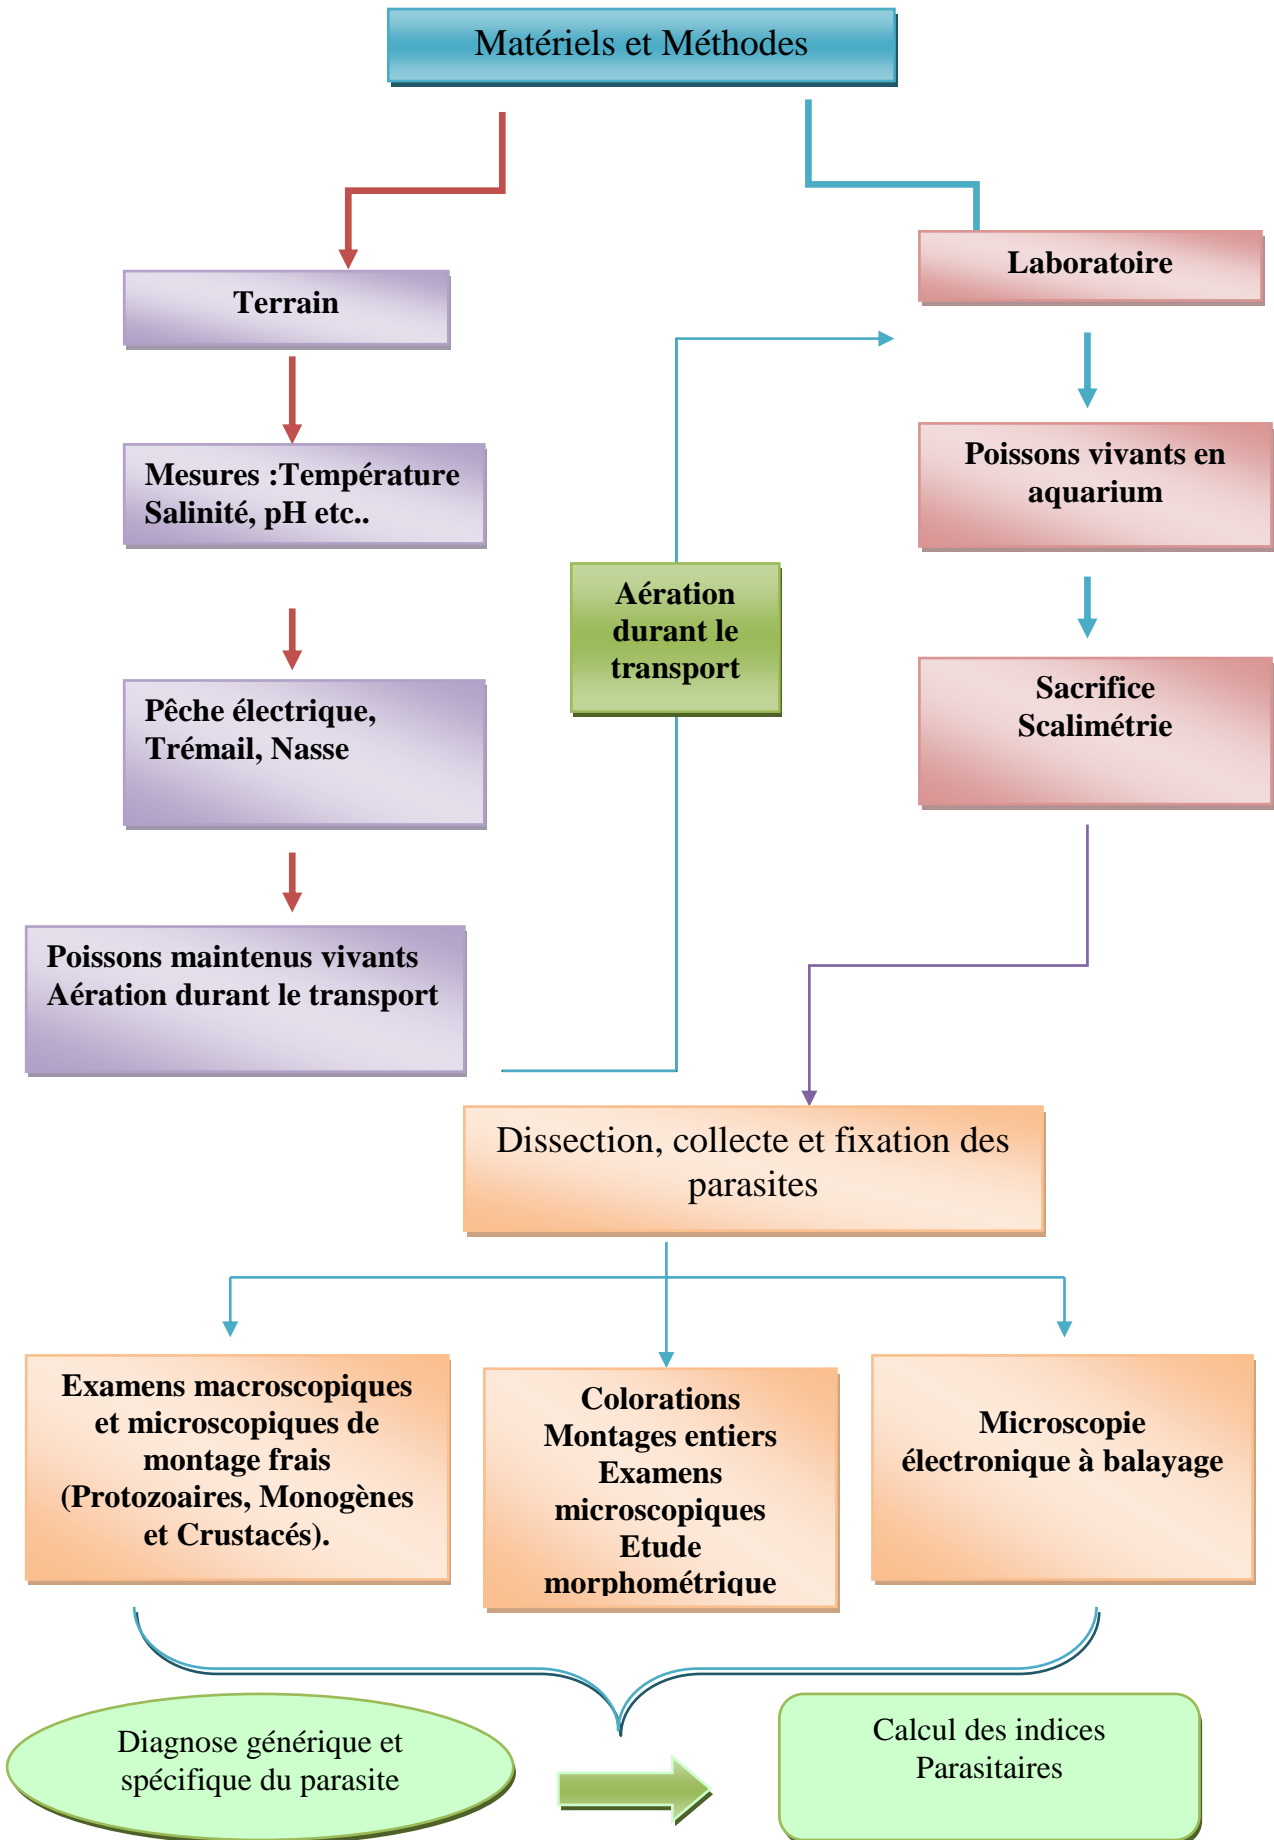 Matériels et Méthodes
Terrain
Laboratoire
Mesures :Température
Salinité, pH etc..
Poissons vivants en
aquarium
Aération
durant le
transport
Pêche électrique,
Trémail, Nasse
Sacrifice
Scalimétrie
Poissons maintenus vivants
Aération durant le transport
Dissection, collecte et fixation des
parasites
Examens macroscopiques
et microscopiques de
montage frais
(Protozoaires, Monogènes
et Crustacés).
Colorations
Montages entiers
Examens
microscopiques
Etude
morphométrique
Microscopie
électronique à balayage
Diagnose générique et
spécifique du parasite
Calcul des indices
Parasitaires